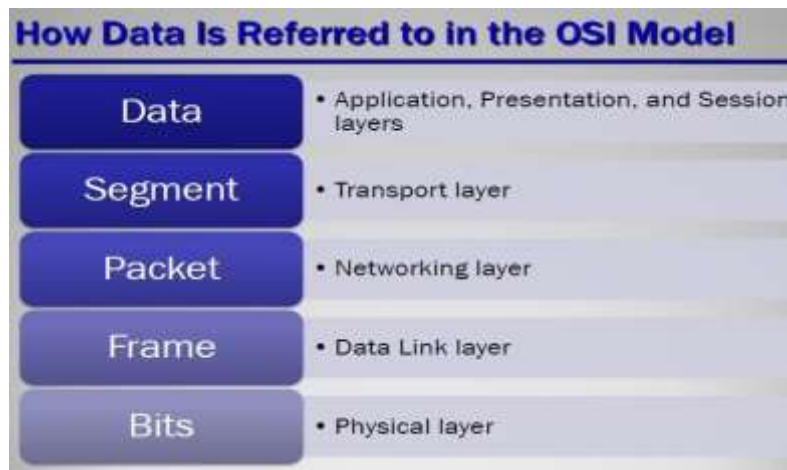 How Data Is Referred to in the OSI Model
Data
• Application, Presentation, and Session
layers
Segment
• Transport layer
Packet
• Networking layer
Frame
• Data Link layer
Bits
• Physical layer